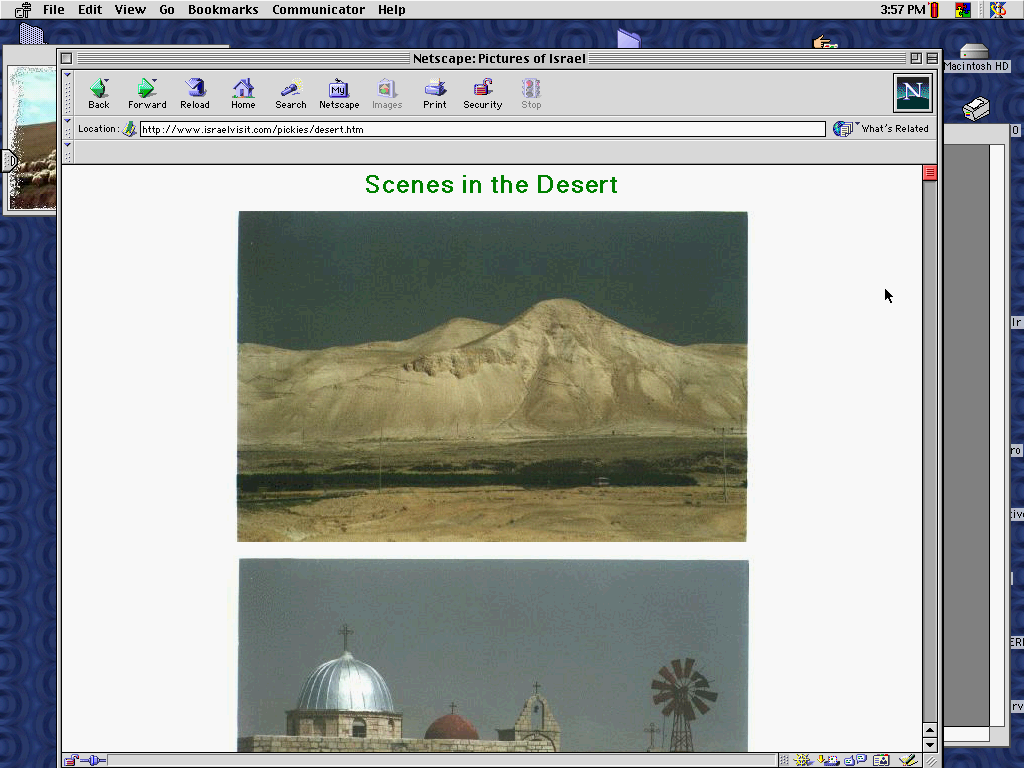 File Edit View Go Bookmarks Communicator Help 3:57 PM
Netscape: Pictures of Israel
Macintosh HD
Back Forward Reload Home Search Netscape Images Print Security Stop
My
N
Location: http://www.israelvisit.com/pickies/desert.htm What's Related
0
Scenes in the Desert